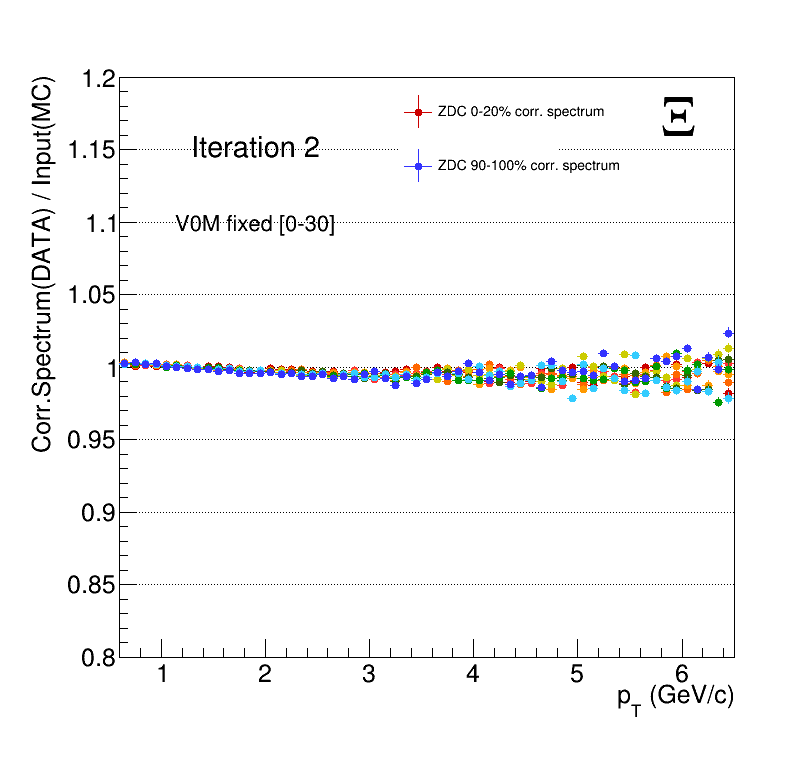 Corr.Spectrum(DATA) / Input(MC)
1.2
1.15
1.1
1.05
1
0.95
0.9
0.85
0.8
ZDC 0-20% corr. spectrum
Ξ
Iteration 2
ZDC 90-100% corr. spectrum
V0M fixed [0-30]
1 2 3 4 5 6
p_T (GeV/c)